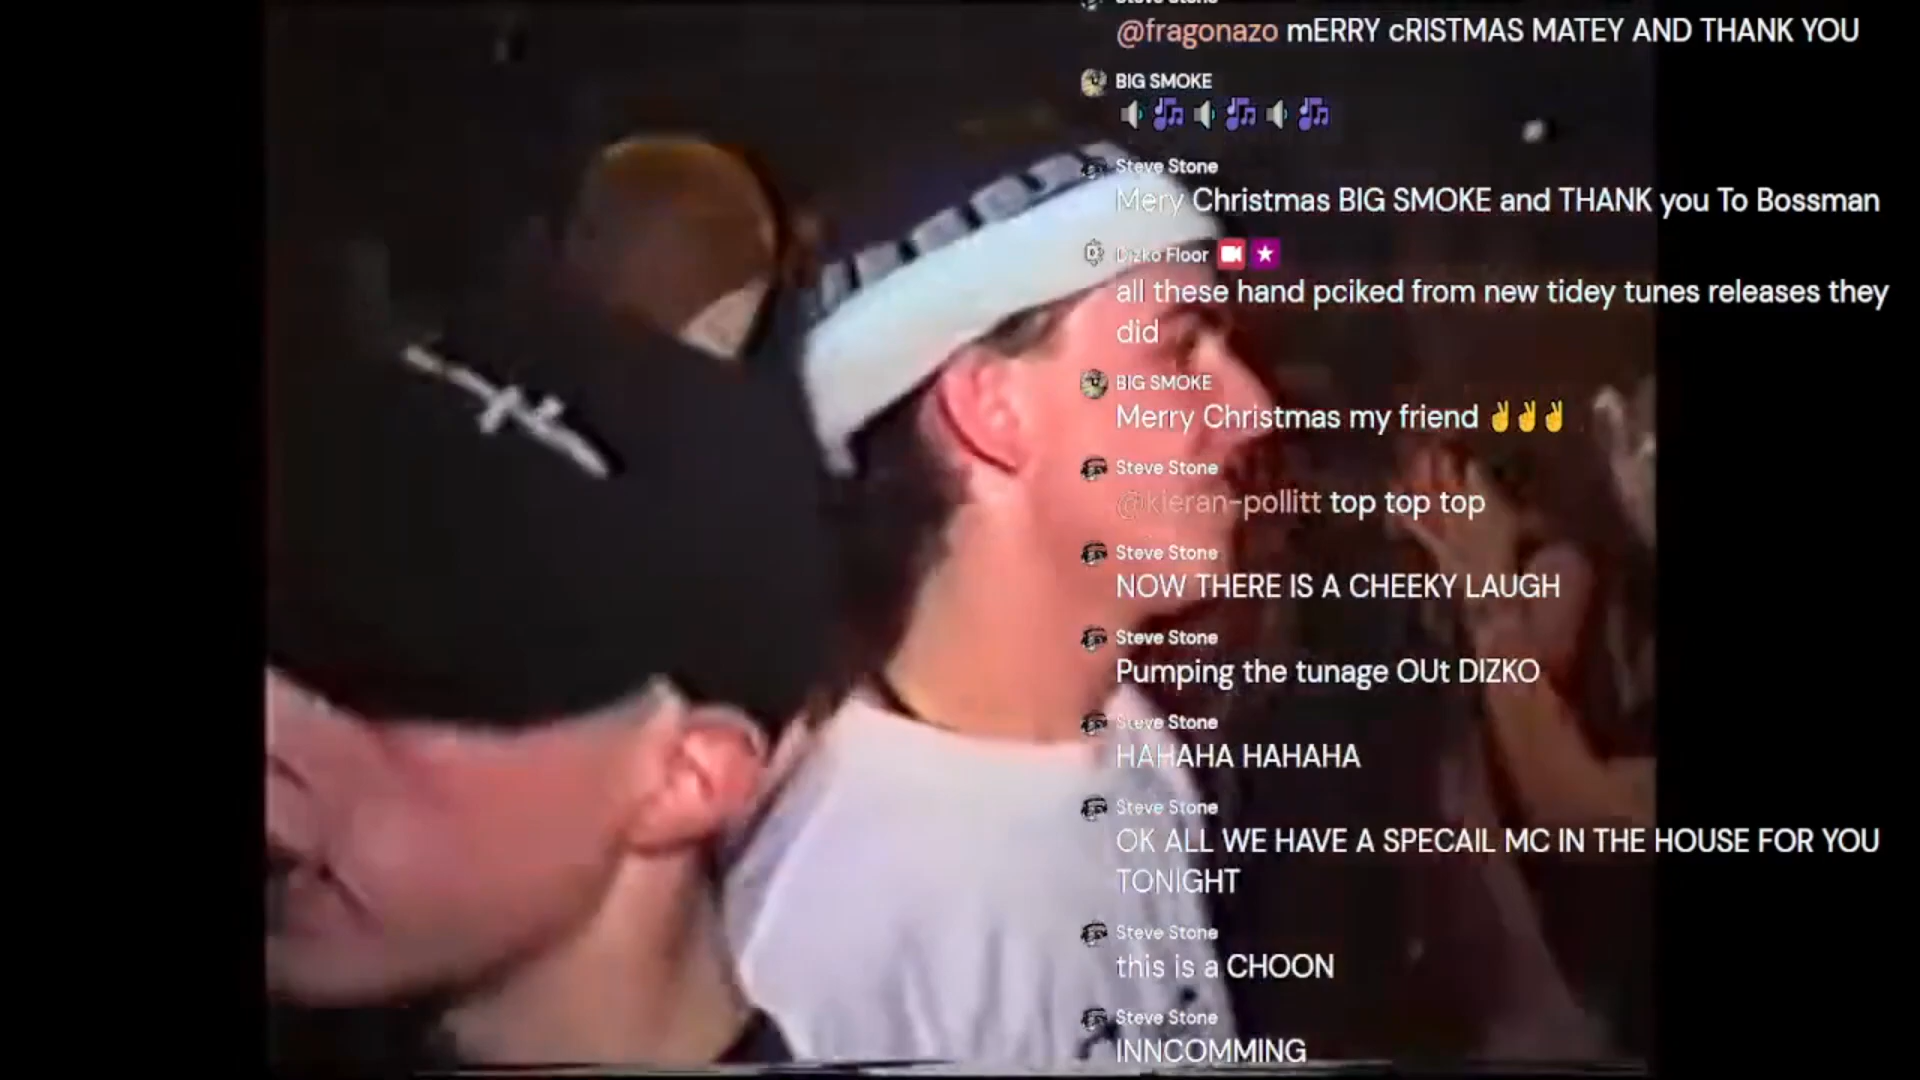 Steve Stone
@fragonazo mERRY cRISTMAS MATEY AND THANK YOU
BIG SMOKE
🔈🎶🔈🎶🔈🎶
Steve Stone
Mery Christmas BIG SMOKE and THANK you To Bossman
Dizko Floor
all these hand pciked from new tidey tunes releases they
did
BIG SMOKE
Merry Christmas my friend ✌️✌️✌️
Steve Stone
@kieran-pollitt top top top
Steve Stone
NOW THERE IS A CHEEKY LAUGH
Steve Stone
Pumping the tunage OUt DIZKO
Steve Stone
HAHAHA HAHAHA
Steve Stone
OK ALL WE HAVE A SPECAIL MC IN THE HOUSE FOR YOU
TONIGHT
Steve Stone
this is a CHOON
Steve Stone
INNCOMMING